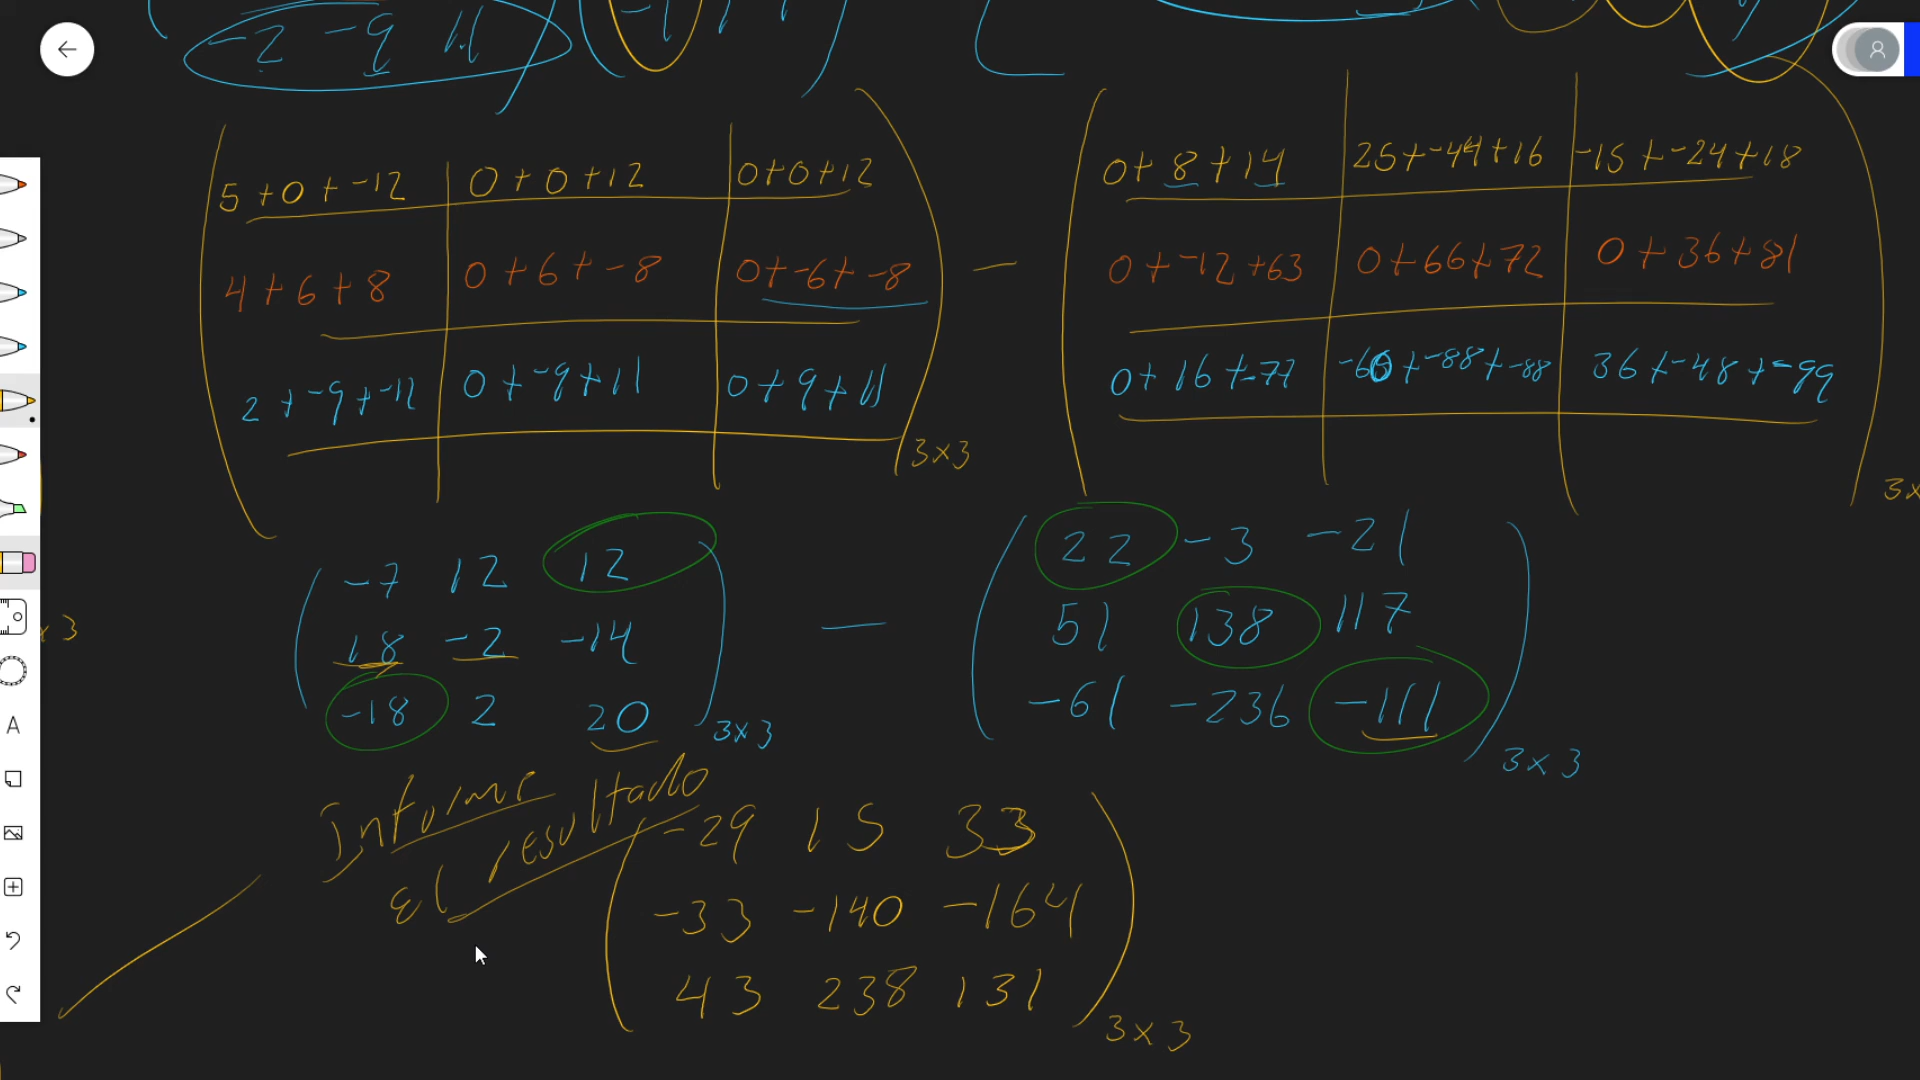 -2 -9 11 -1
5+0+-12 0+0+12 0+0+12 0+8+14 25+-44+16 -15+-24+18
4+6+8 0+6+-8 0+-6+-8 — 0+-12+63 0+66+72 0+36+81
2+-9+-11 0+-9+11 0+9+11 0+16+-77 -60+-88+-88 36+-48+-99
3x3 3x
-7 12 12 22 -3 -21
18 -2 -14 — 51 138 117
x3
-18 2 20 -61 -236 -111
3x3 3x3
Informe
el resultado
-29 15 33
-33 -140 -164
43 238 131
3x3
A